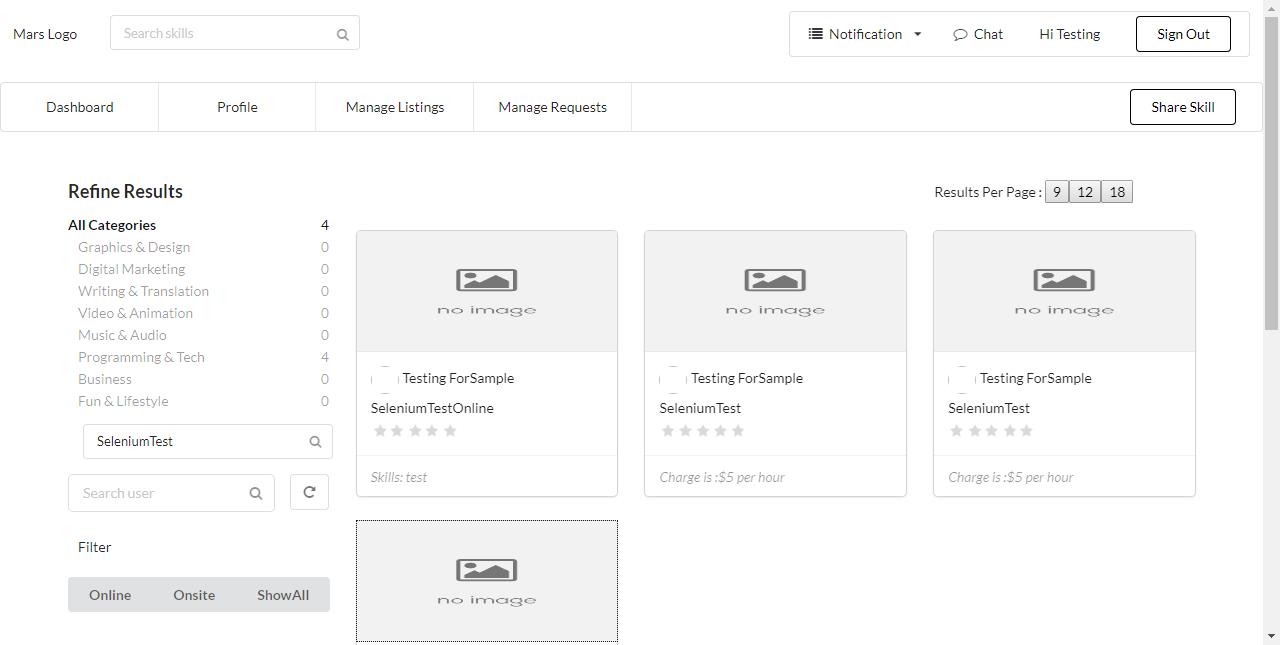 Mars Logo
Search skills
Notification
Chat
Hi Testing
Sign Out
Dashboard
Profile
Manage Listings
Manage Requests
Share Skill
Refine Results
Results Per Page : 9 12 18
All Categories 4
Graphics & Design 0
Digital Marketing 0
Writing & Translation 0
Video & Animation 0
Music & Audio 0
Programming & Tech 4
Business 0
Fun & Lifestyle 0
SeleniumTest
Search user
Filter
Online
Onsite
ShowAll
no image
Testing ForSample
SeleniumTestOnline
Skills: test
no image
Testing ForSample
SeleniumTest
Charge is :$5 per hour
no image
Testing ForSample
SeleniumTest
Charge is :$5 per hour
no image